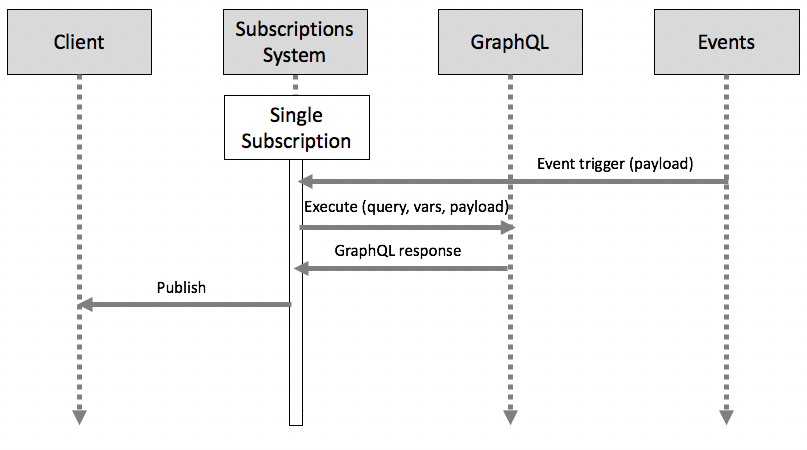 Client
Subscriptions
System
GraphQL
Events
Single
Subscription
Event trigger (payload)
Execute (query, vars, payload)
GraphQL response
Publish